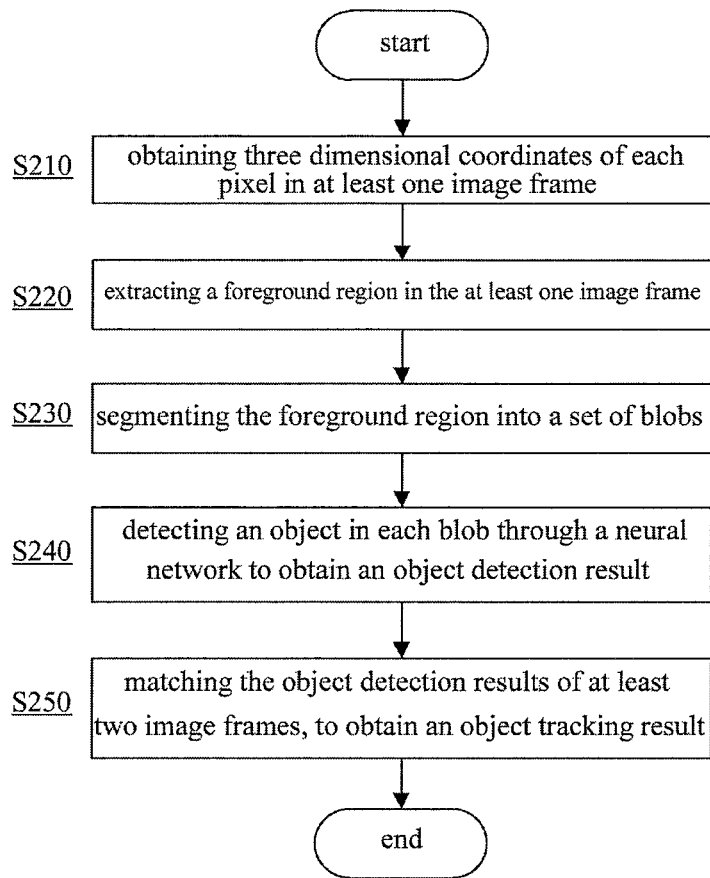 start
S210
obtaining three dimensional coordinates of each
pixel in at least one image frame
S220
extracting a foreground region in the at least one image frame
S230
segmenting the foreground region into a set of blobs
S240
detecting an object in each blob through a neural
network to obtain an object detection result
S250
matching the object detection results of at least
two image frames, to obtain an object tracking result
end